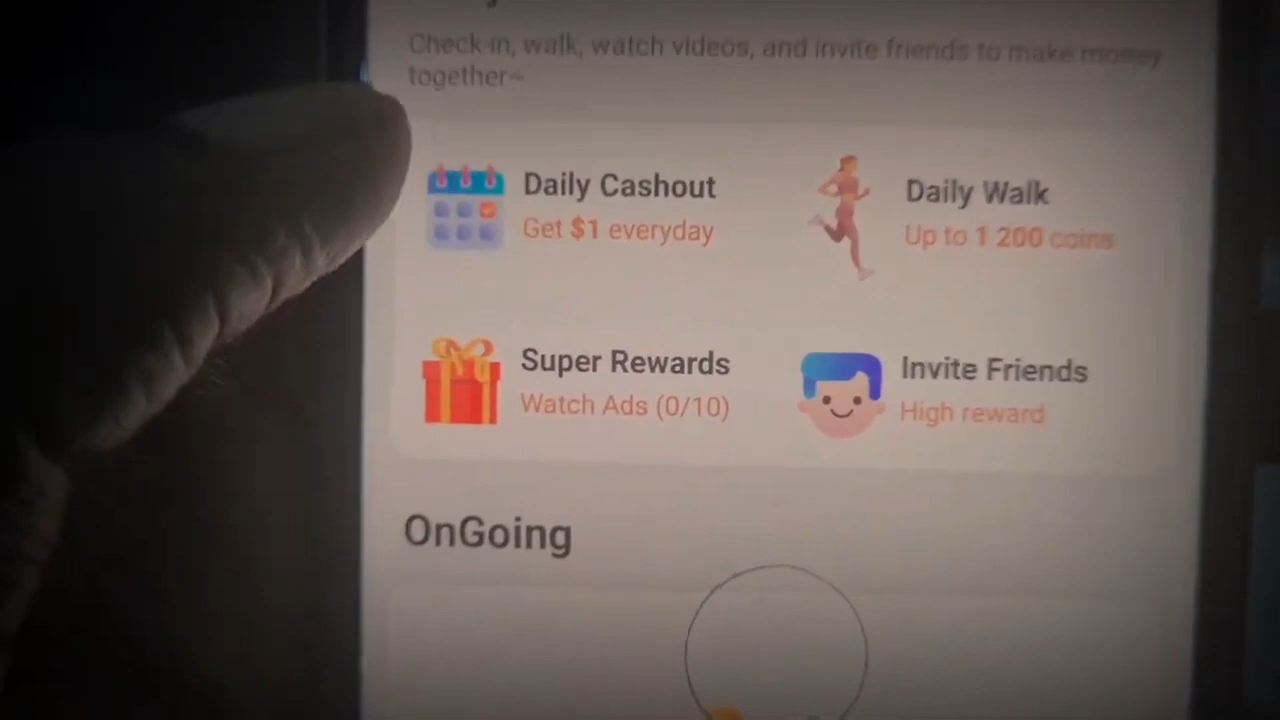 Check-in, walk, watch videos, and invite friends to make money
together~
Daily Cashout
Get $1 everyday
Daily Walk
Up to 1 200 coins
Super Rewards
Watch Ads (0/10)
Invite Friends
High reward
OnGoing